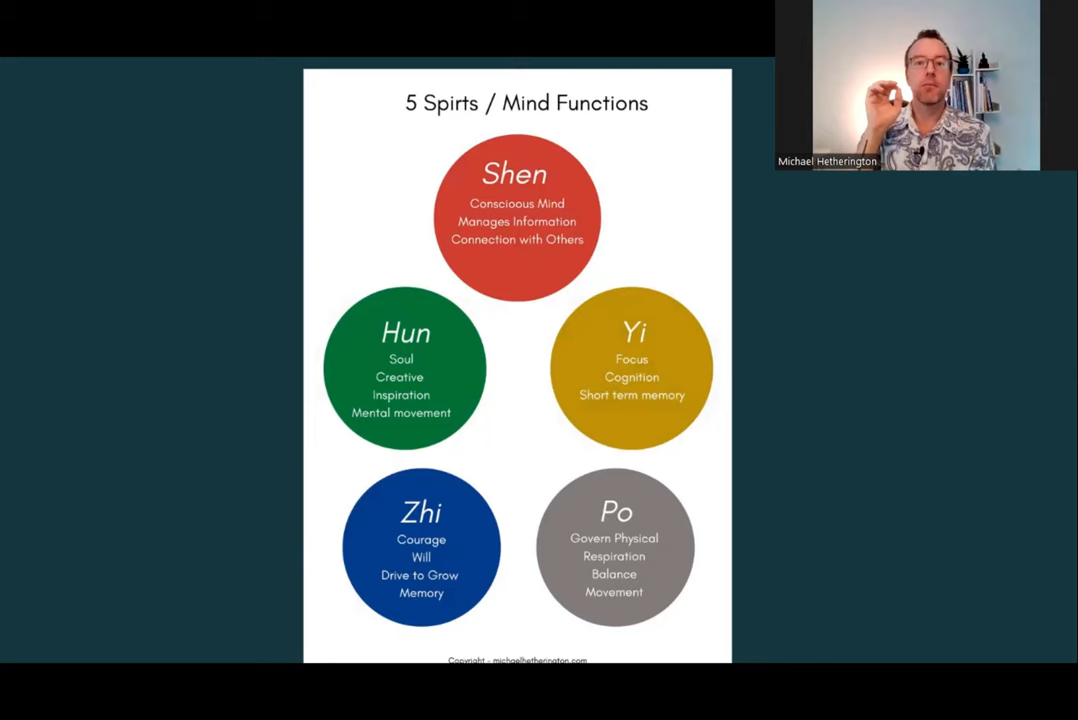 5 Spirts / Mind Functions
Shen
Conscioous Mind
Manages Information
Connection with Others
Michael Hetherington
Hun
Soul
Creative
Inspiration
Mental movement
Yi
Focus
Cognition
Short term memory
Zhi
Courage
Will
Drive to Grow
Memory
Po
Govern Physical
Respiration
Balance
Movement
Copyright - michaelhetherington.com